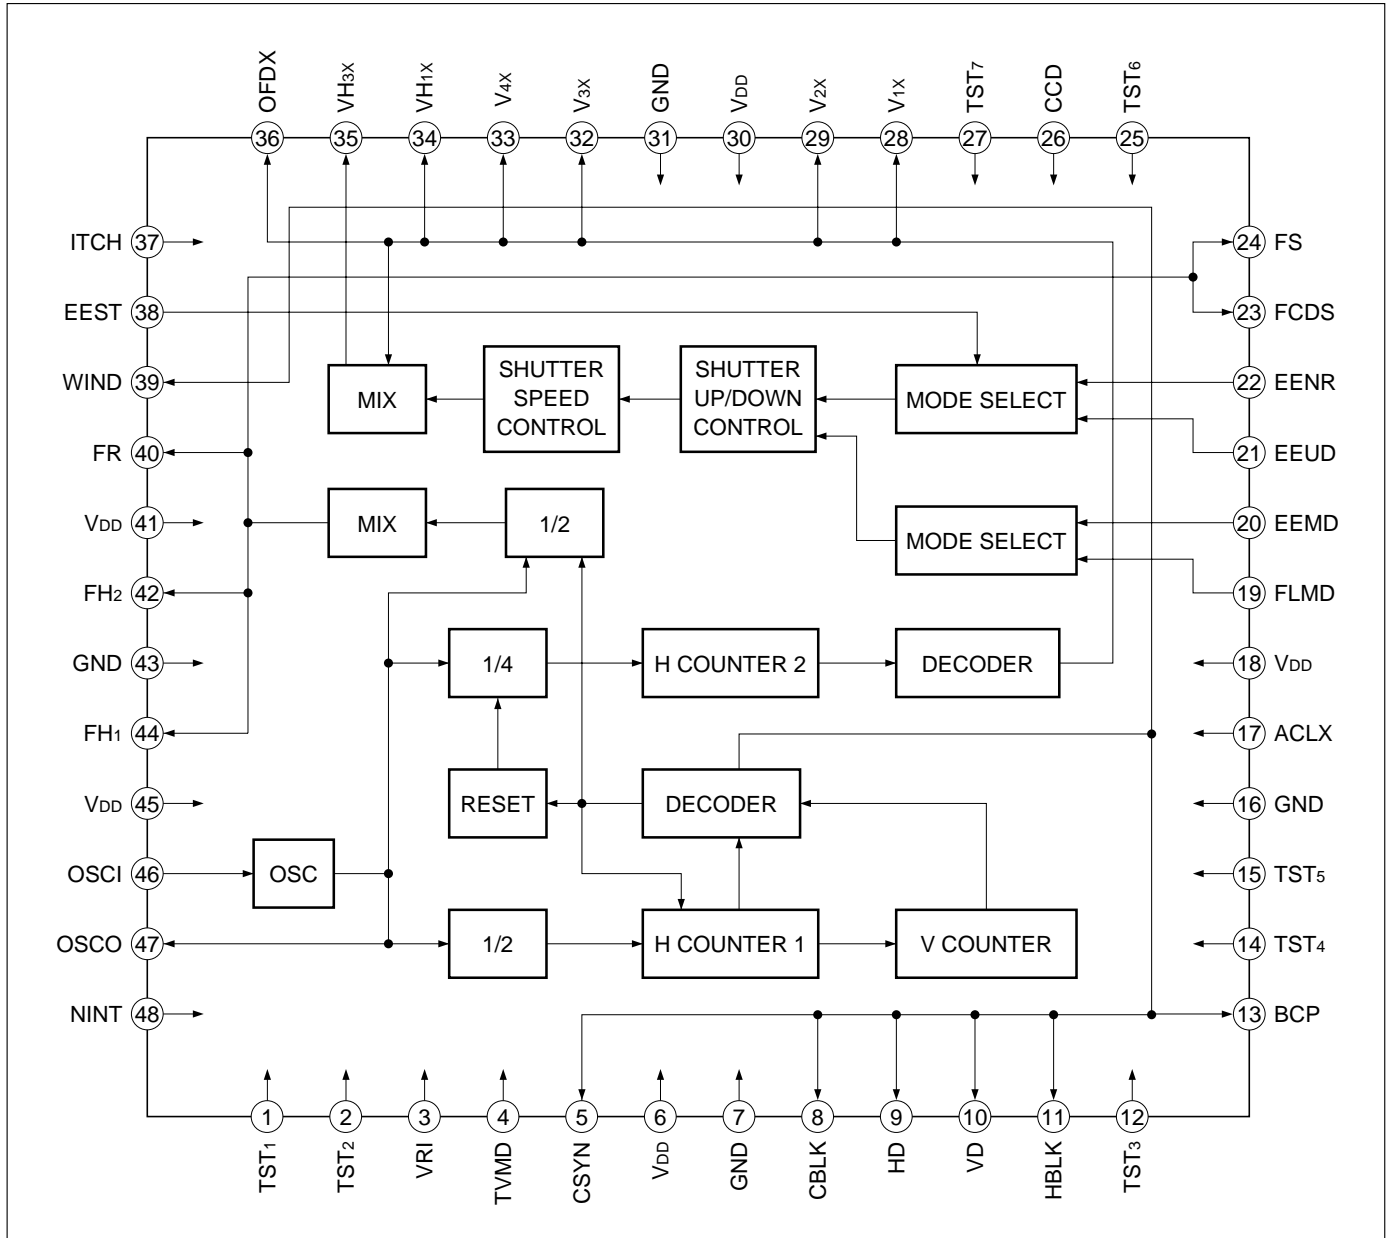 OFDX
VH3X
VH1X
V4X
V3X
GND
VDD
V2X
V1X
TST7
CCD
TST6
36 35 34 33 32 31 30 29 28 27 26 25
ITCH 37
24 FS
EEST 38
23 FCDS
WIND 39
MIX
SHUTTER
SPEED
CONTROL
SHUTTER
UP/DOWN
CONTROL
MODE SELECT
22 EENR
FR 40
21 EEUD
VDD 41
MIX
1/2
MODE SELECT
20 EEMD
FH2 42
19 FLMD
GND 43
1/4
H COUNTER 2
DECODER
18 VDD
FH1 44
17 ACLX
VDD 45
RESET
DECODER
16 GND
OSCI 46
OSC
15 TST5
OSCO 47
1/2
H COUNTER 1
V COUNTER
14 TST4
NINT 48
13 BCP
1 2 3 4 5 6 7 8 9 10 11 12
TST1
TST2
VRI
TVMD
CSYN
VDD
GND
CBLK
HD
VD
HBLK
TST3